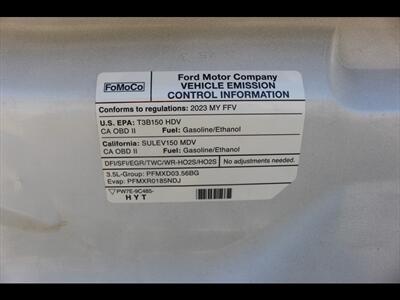 FoMoCo
Ford Motor Company
VEHICLE EMISSION
CONTROL INFORMATION
Conforms to regulations: 2023 MY FFV
U.S. EPA: T3B150 HDV
CA OBD II Fuel: Gasoline/Ethanol
California: SULEV150 MDV
CA OBD II Fuel: Gasoline/Ethanol
DFI/SFI/EGR/TWC/WR-HO2S/HO2S No adjustments needed.
3.5L-Group: PFMXD03.56BG
Evap: PFMXR0185NDJ
PW7E-9C485-
HYT